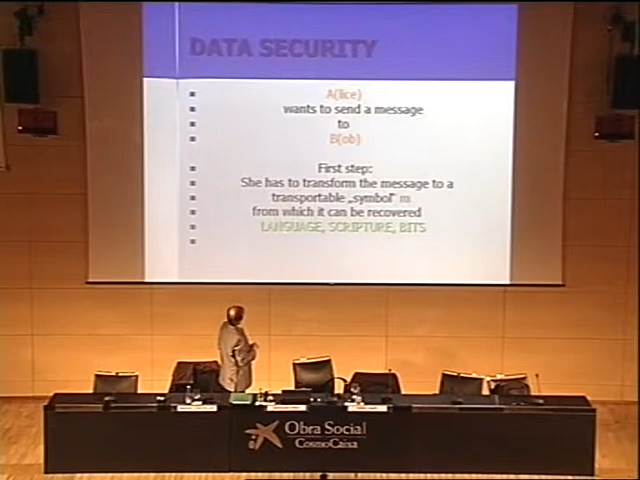 DATA SECURITY
A(lice)
wants to send a message
to
B(ob)
First step:
She has to transform the message to a
transportable „symbol" m
from which it can be recovered
LANGUAGE, SCRIPTURE, BITS
Obra Social
CosmoCaixa